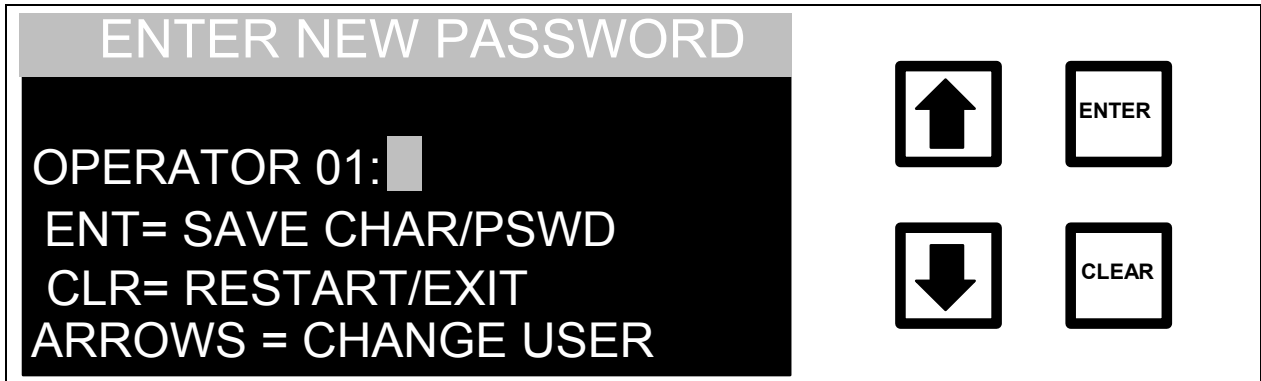 ENTER NEW PASSWORD
OPERATOR 01:
ENT= SAVE CHAR/PSWD
CLR= RESTART/EXIT
ARROWS = CHANGE USER
ENTER
CLEAR